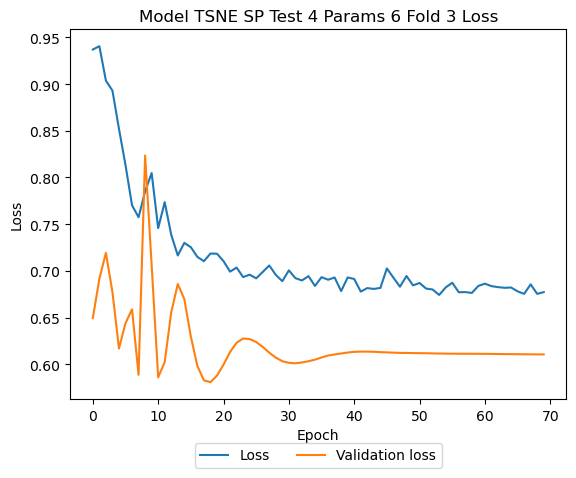 Model TSNE SP Test 4 Params 6 Fold 3 Loss
0.95
0.90
0.85
0.80
0.75
0.70
0.65
0.60
Loss
0 10 20 30 40 50 60 70
Epoch
Loss Validation loss